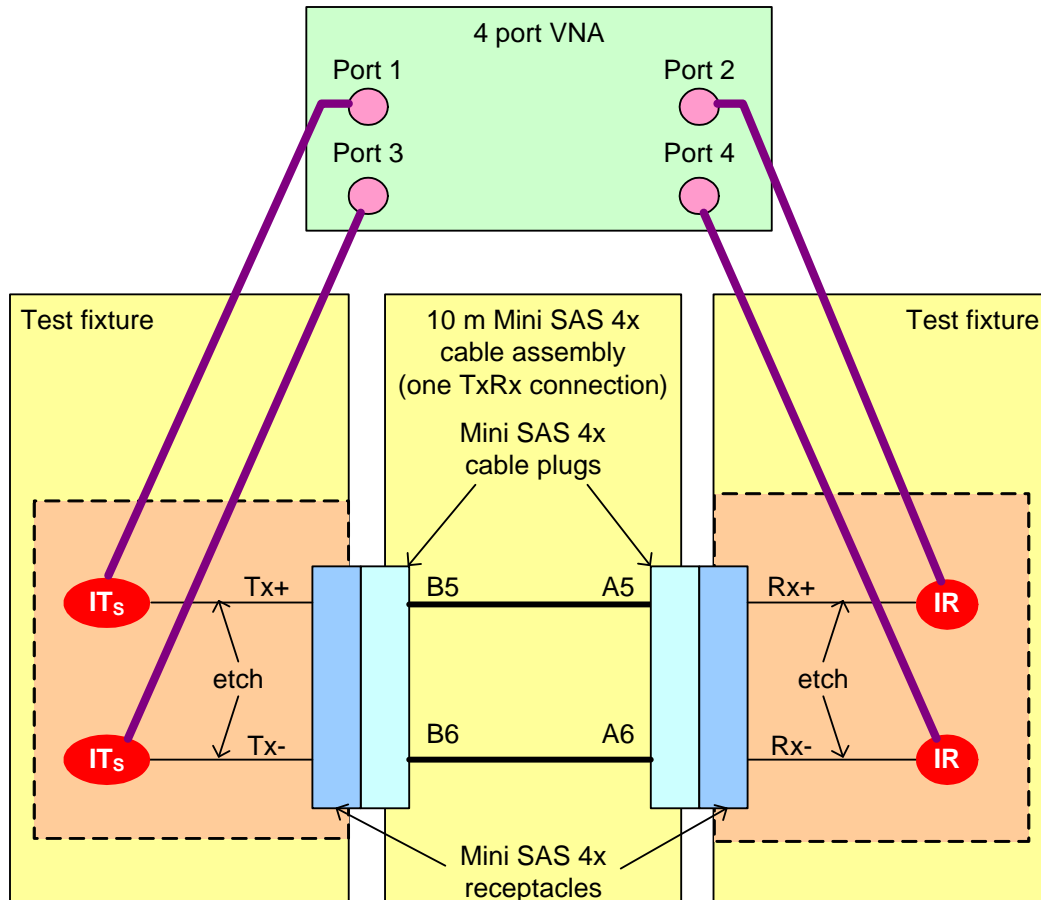 4 port VNA
Port 1
Port 2
Port 3
Port 4
Test fixture
10 m Mini SAS 4x
cable assembly
(one TxRx connection)
Test fixture
Mini SAS 4x
cable plugs
ITS
Tx+
B5
A5
Rx+
IR
etch
etch
ITS
Tx-
B6
A6
Rx-
IR
Mini SAS 4x
receptacles